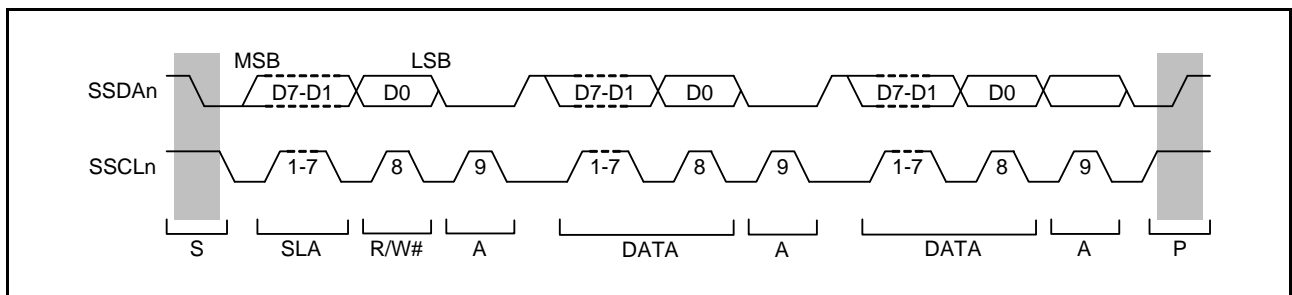 MSB LSB
SSDAn D7-D1 D0 D7-D1 D0 D7-D1 D0
SSCLn 1-7 8 9 1-7 8 9 1-7 8 9
S SLA R/W# A DATA A DATA A P